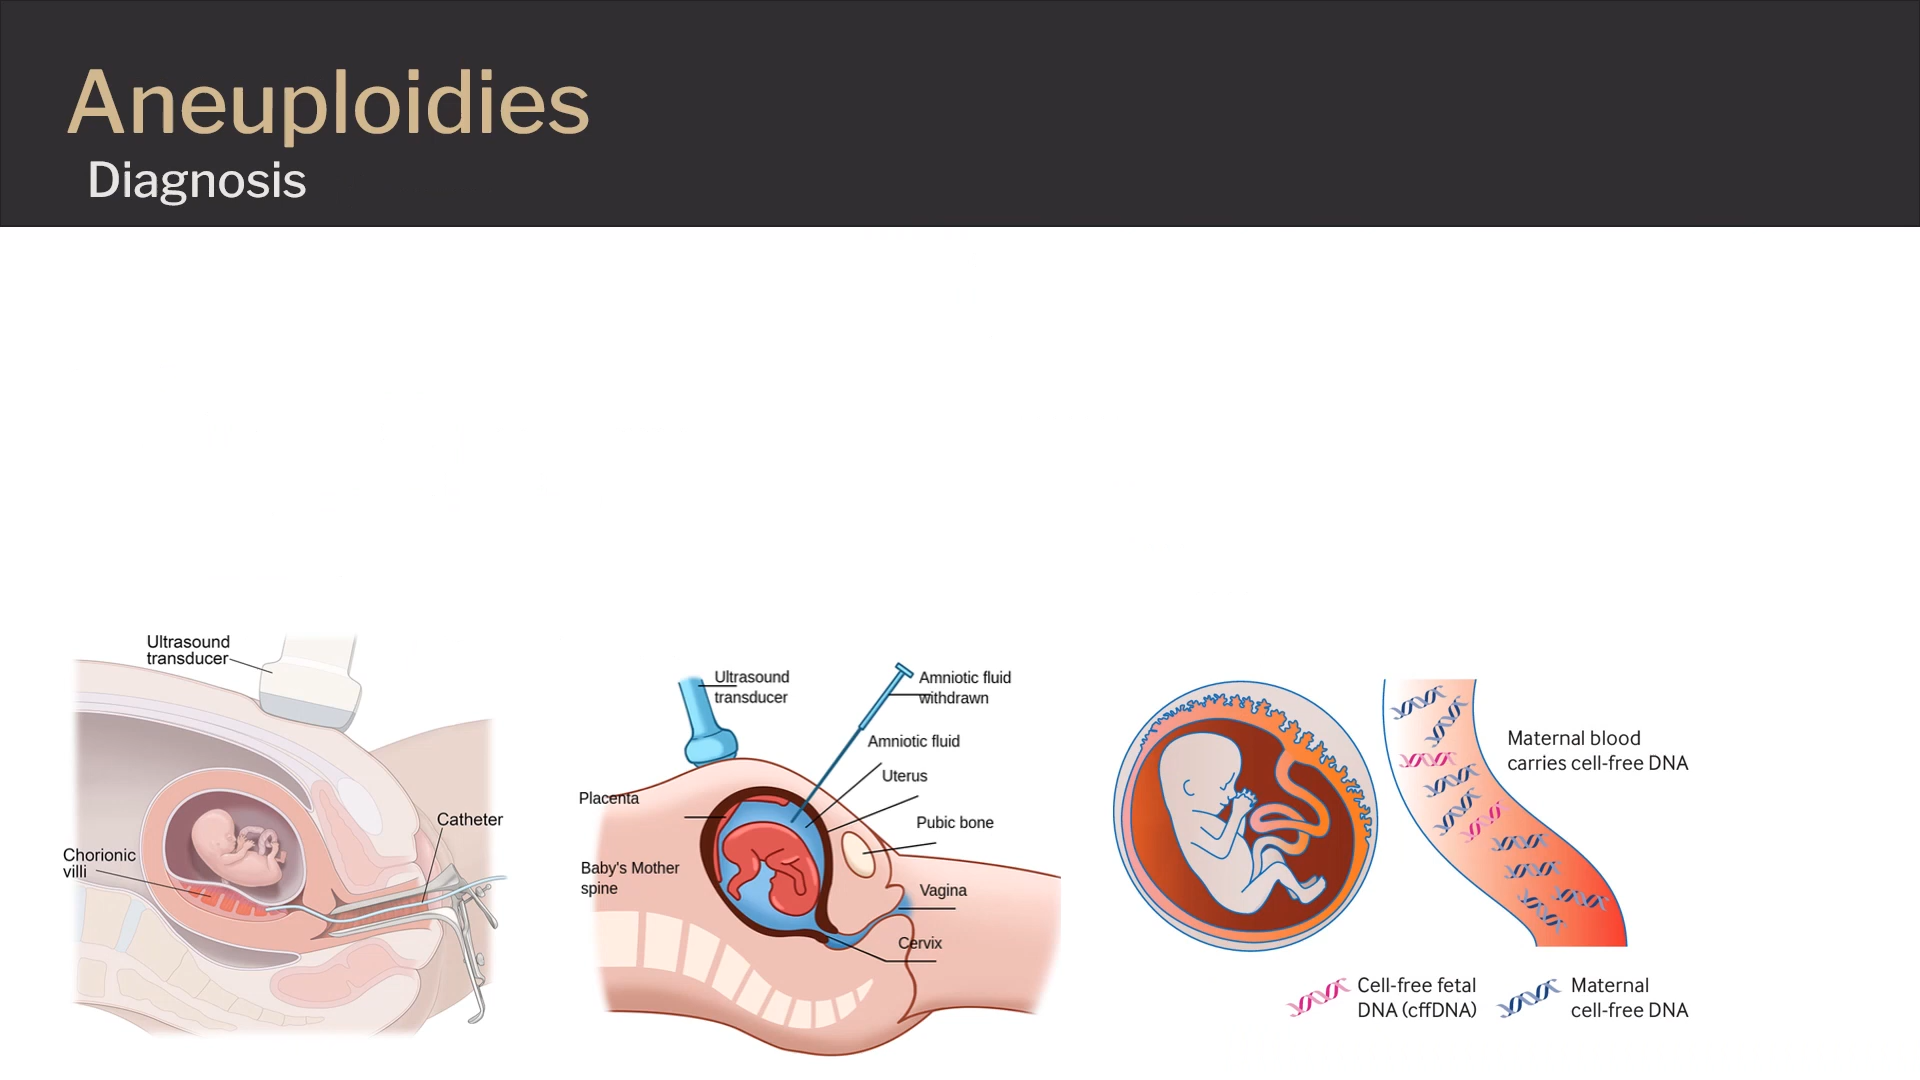 Aneuploidies
Diagnosis
Ultrasound
transducer
Chorionic
villi
Catheter
Ultrasound
transducer
Amniotic fluid
withdrawn
Amniotic fluid
Uterus
Placenta
Pubic bone
Baby's Mother
spine
Vagina
Cervix
Maternal blood
carries cell-free DNA
Cell-free fetal
DNA (cffDNA)
Maternal
cell-free DNA